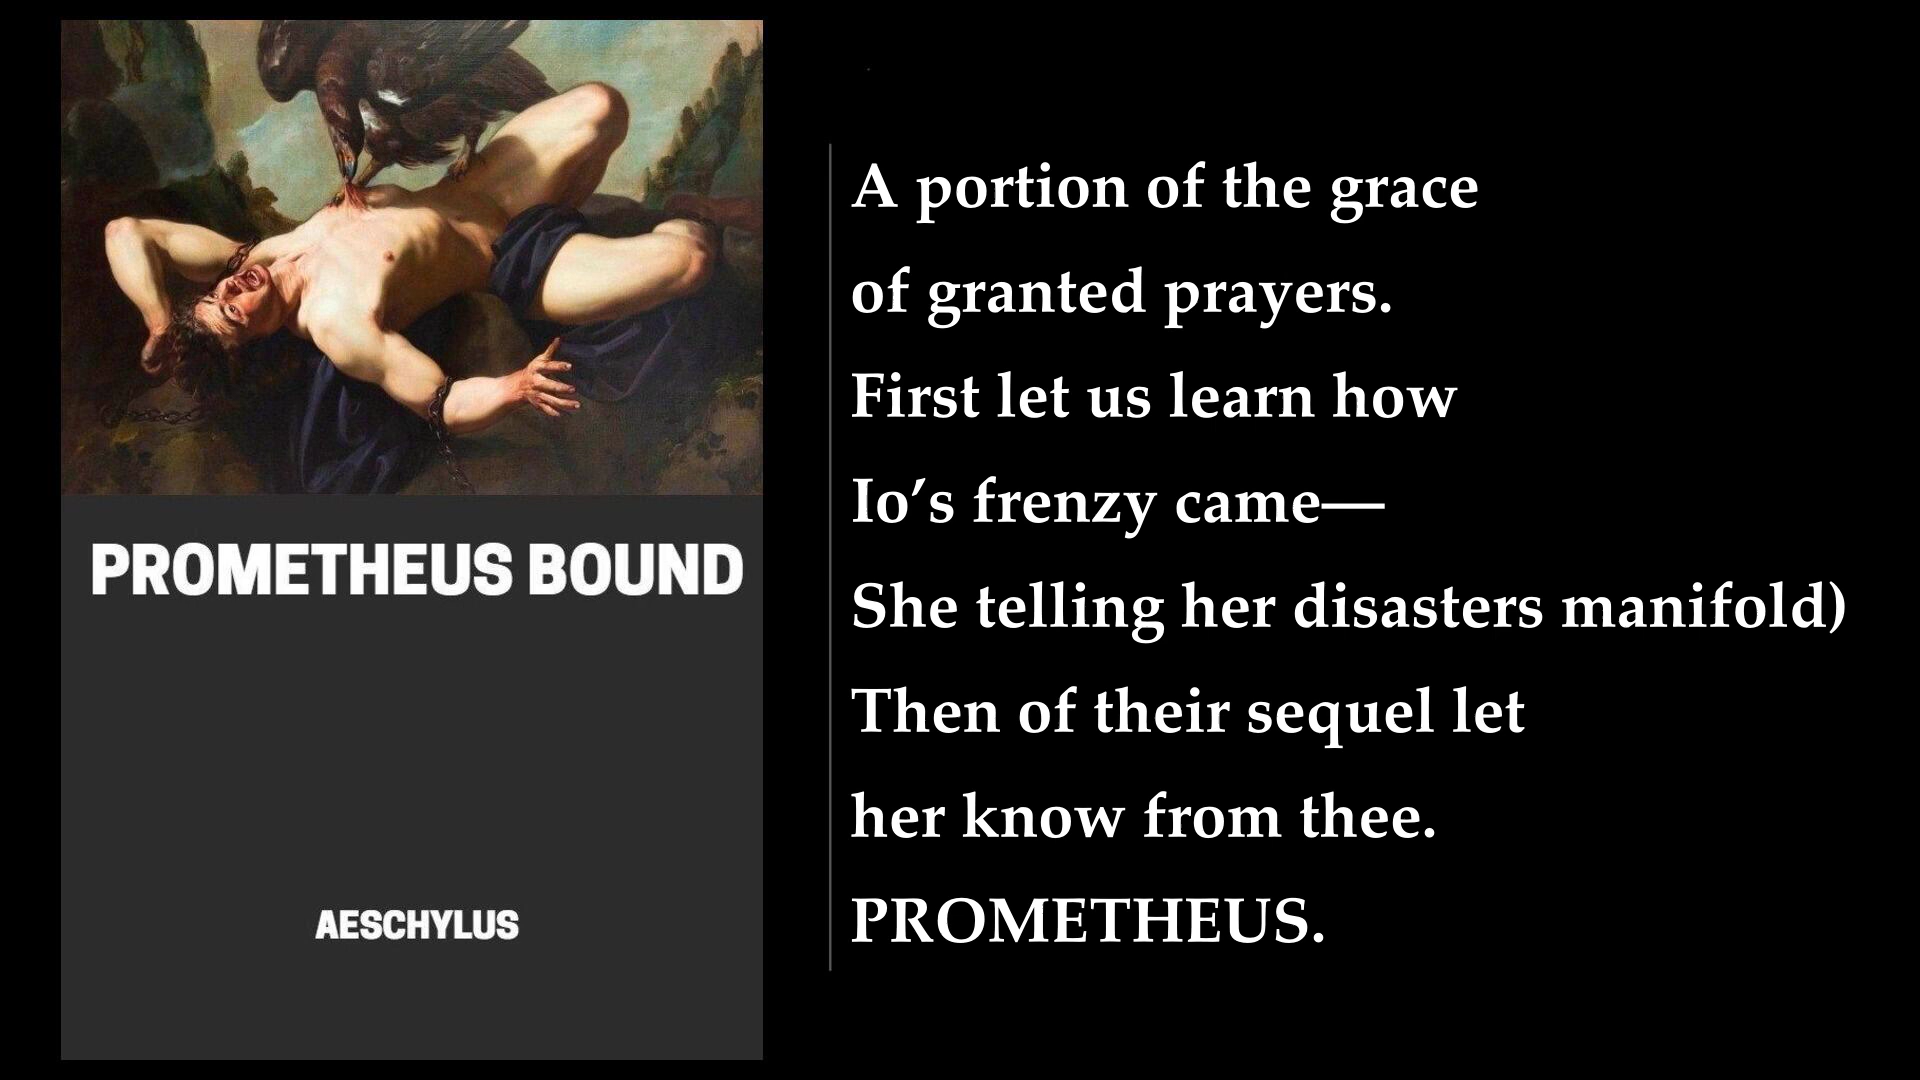 PROMETHEUS BOUND
AESCHYLUS
A portion of the grace
of granted prayers.
First let us learn how
Io’s frenzy came—
She telling her disasters manifold)
Then of their sequel let
her know from thee.
PROMETHEUS.